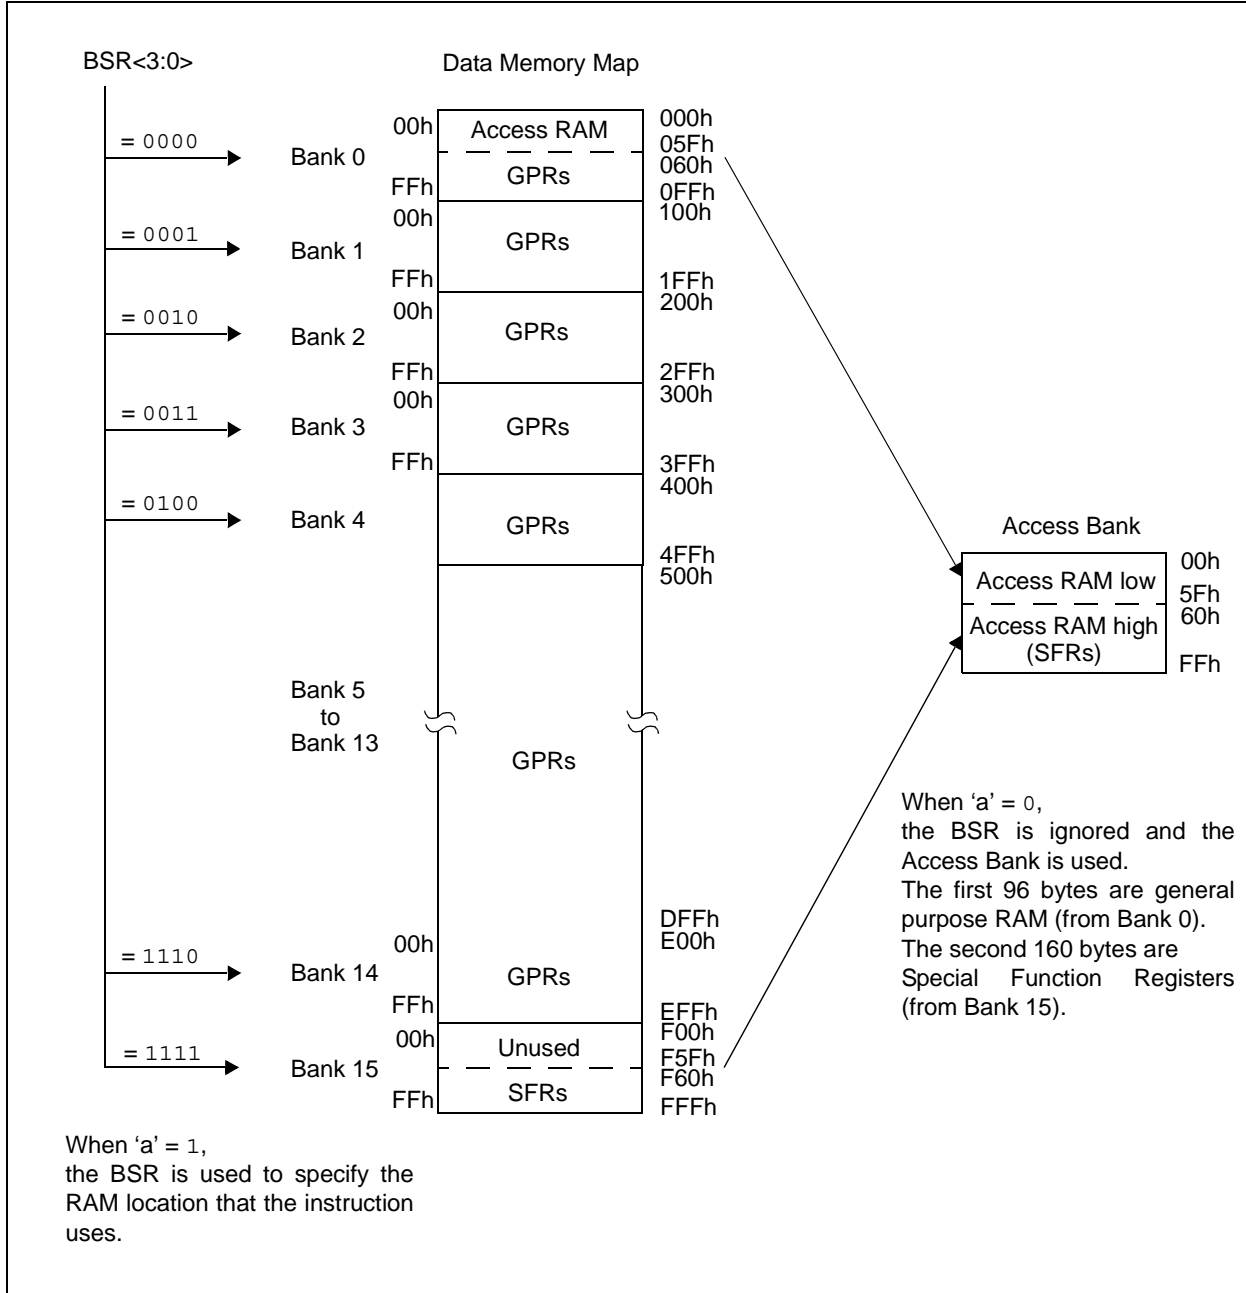 BSR<3:0>
Data Memory Map
= 0000
Bank 0
00h
Access RAM
000h
05Fh
060h
FFh
GPRs
0FFh
= 0001
Bank 1
00h
GPRs
100h
FFh
1FFh
= 0010
Bank 2
00h
GPRs
200h
FFh
2FFh
= 0011
Bank 3
00h
GPRs
300h
FFh
3FFh
= 0100
Bank 4
GPRs
400h
4FFh
500h
Bank 5
to
Bank 13
GPRs
DFFh
E00h
= 1110
Bank 14
00h
GPRs
FFh
EFFh
= 1111
Bank 15
00h
Unused
F00h
F5Fh
F60h
FFh
SFRs
FFFh
When ‘a’ = 1,
the BSR is used to specify the
RAM location that the instruction
uses.
Access Bank
Access RAM low
00h
5Fh
60h
Access RAM high
(SFRs)
FFh
When ‘a’ = 0,
the BSR is ignored and the
Access Bank is used.
The first 96 bytes are general
purpose RAM (from Bank 0).
The second 160 bytes are
Special Function Registers
(from Bank 15).